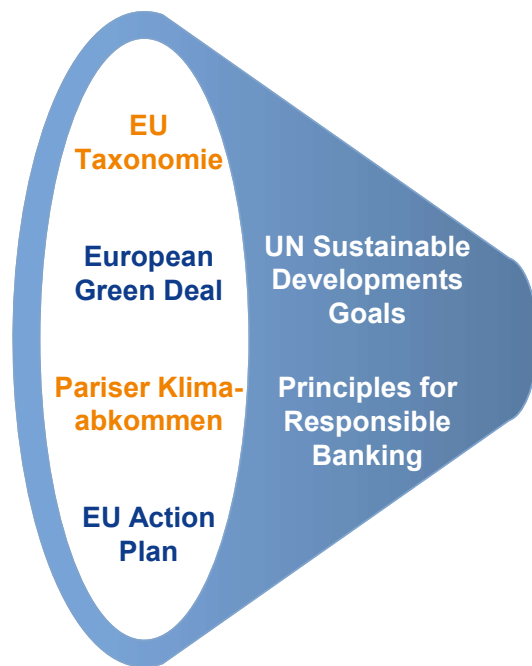 EU
Taxonomie
European
Green Deal
Pariser Klima-
abkommen
EU Action
Plan
UN Sustainable
Developments
Goals
Principles for
Responsible
Banking